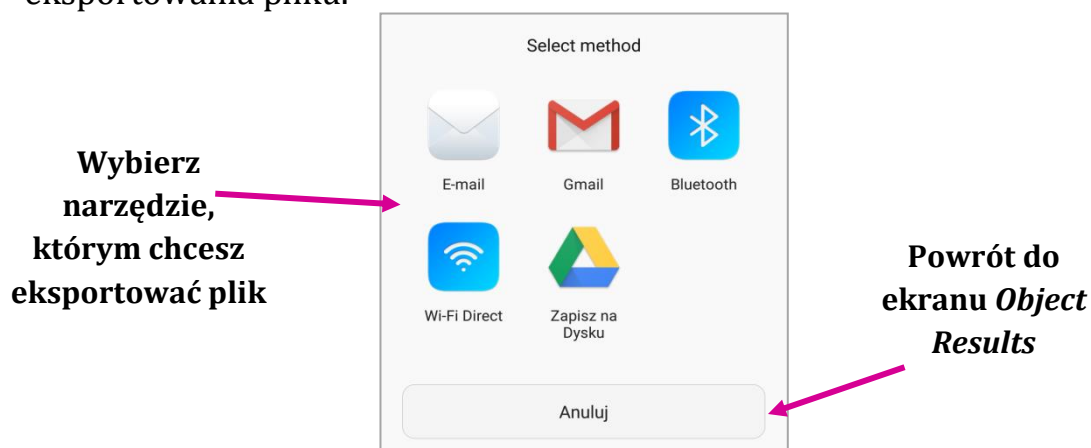 eksportowania pliku.
Select method
E-mail
Gmail
Bluetooth
Wybierz
narzędzie,
którym chcesz
eksportować plik
Wi-Fi Direct
Zapisz na
Dysku
Powrót do
ekranu Object
Results
Anuluj